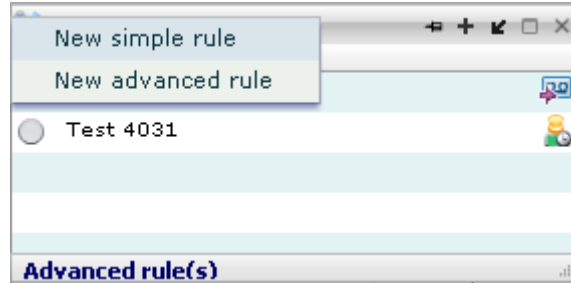 New simple rule
New advanced rule
Test 4031
Advanced rule(s)